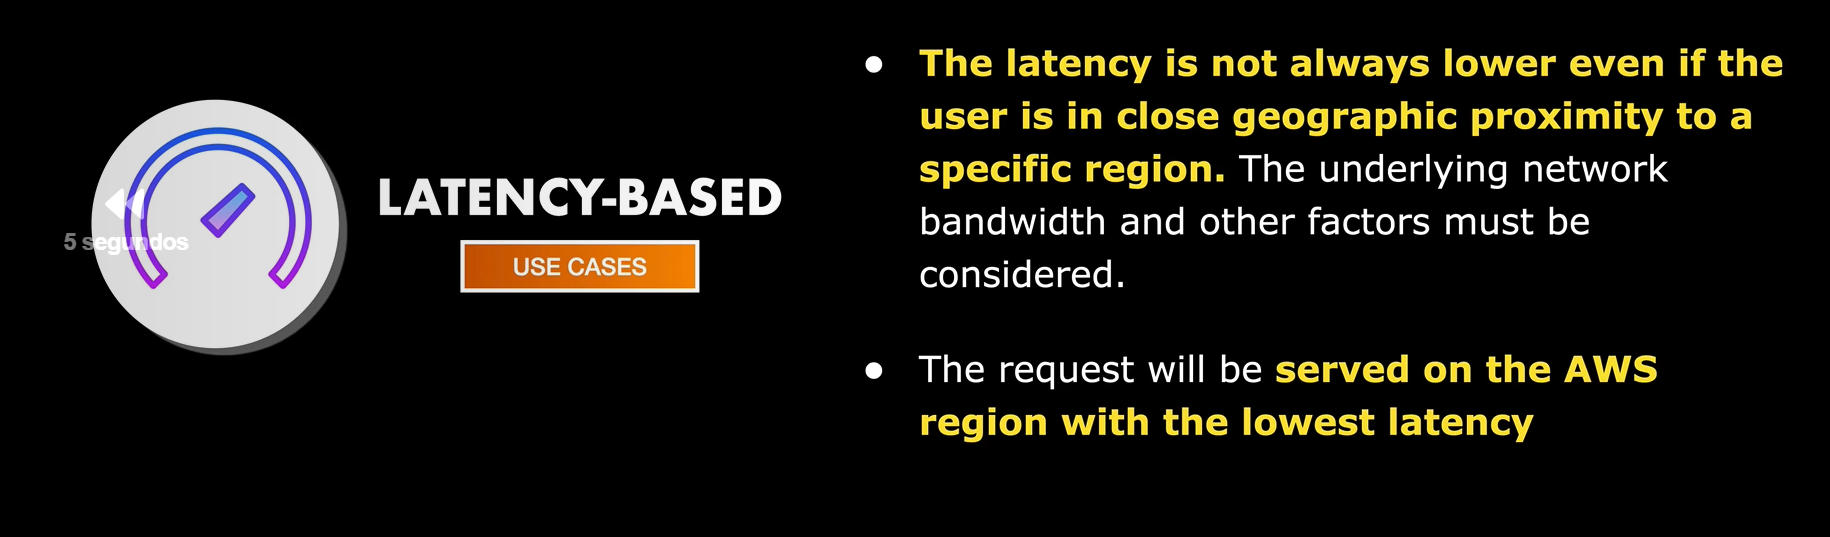 5 segundos
LATENCY-BASED
USE CASES
● The latency is not always lower even if the
user is in close geographic proximity to a
specific region. The underlying network
bandwidth and other factors must be
considered.
● The request will be served on the AWS
region with the lowest latency